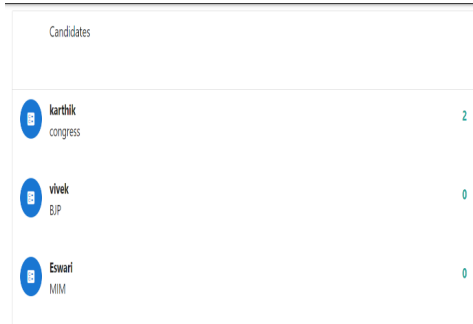 Candidates
karthik
congress
2
vivek
BJP
0
Eswari
MIM
0